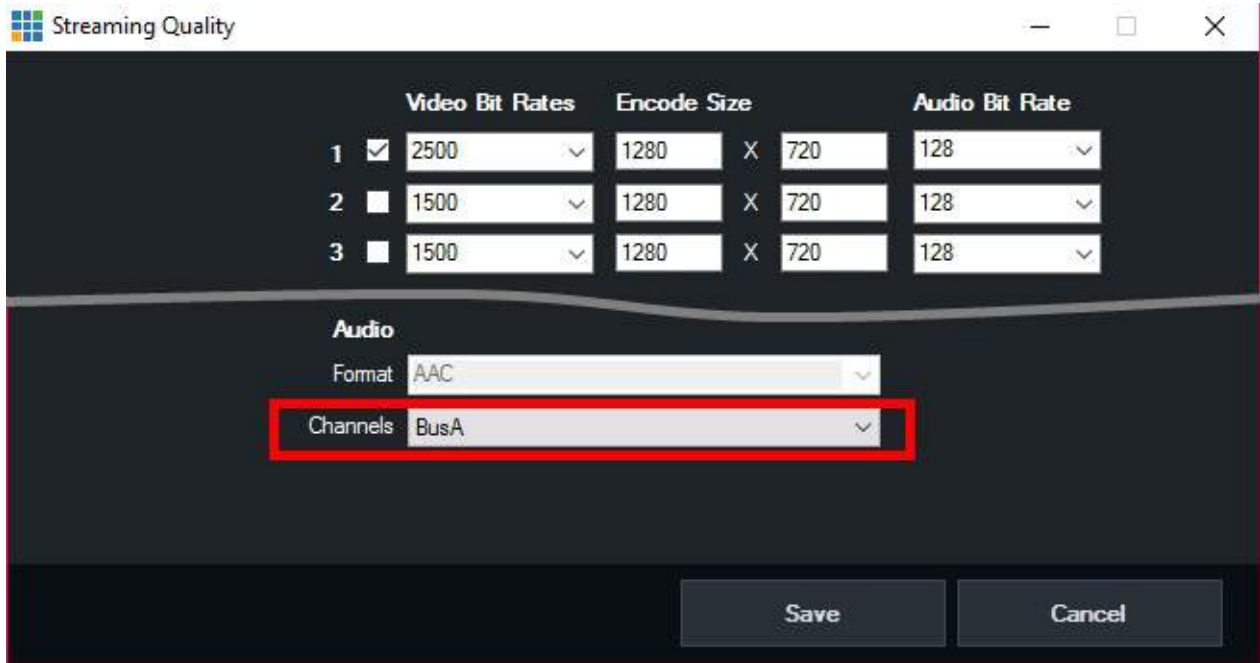 Streaming Quality
Video Bit Rates Encode Size Audio Bit Rate
1 2500 1280 X 720 128
2 1500 1280 X 720 128
3 1500 1280 X 720 128
Audio
Format AAC
Channels BusA
Save Cancel